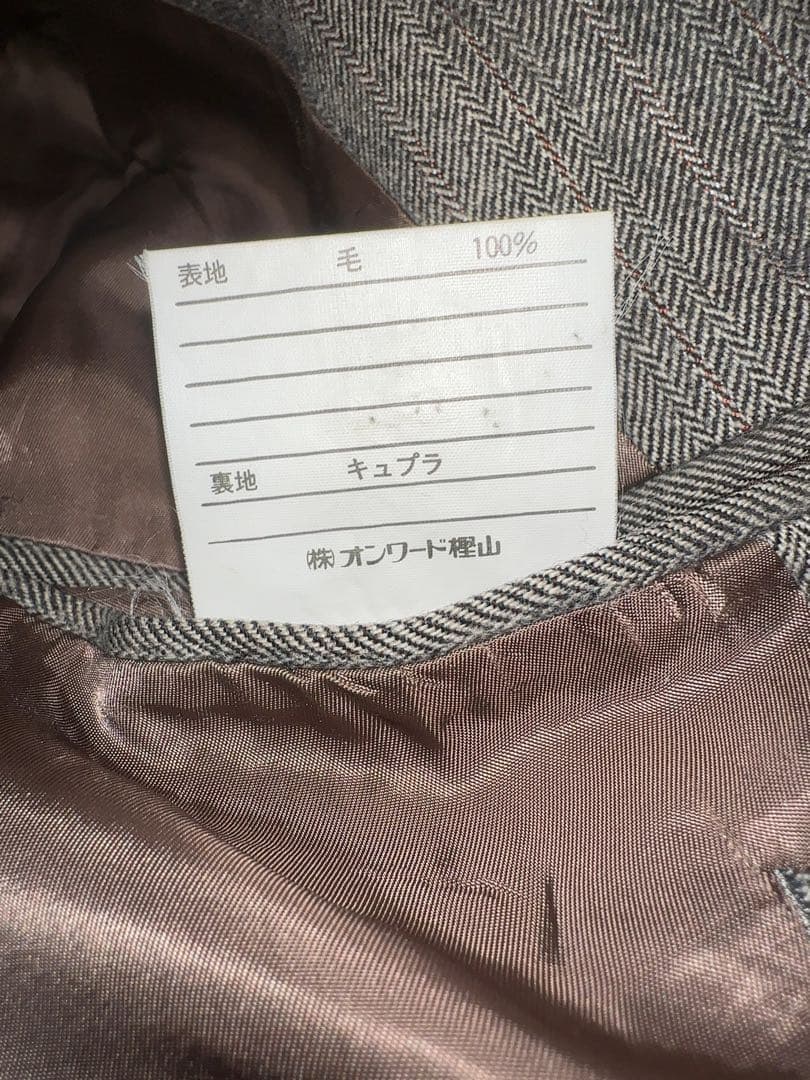 表地 毛 100%
裏地 キュプラ
㈱オンワード樫山